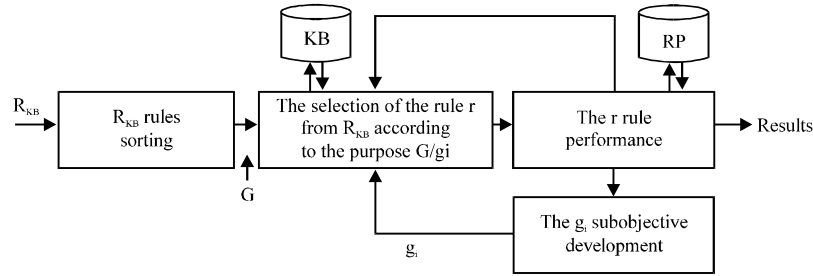 KB
RP
R_KB
R_KB rules
sorting
The selection of the rule r
from R_KB according
to the purpose G/gi
The r rule
performance
Results
G
The g_i subobjective
development
g_i